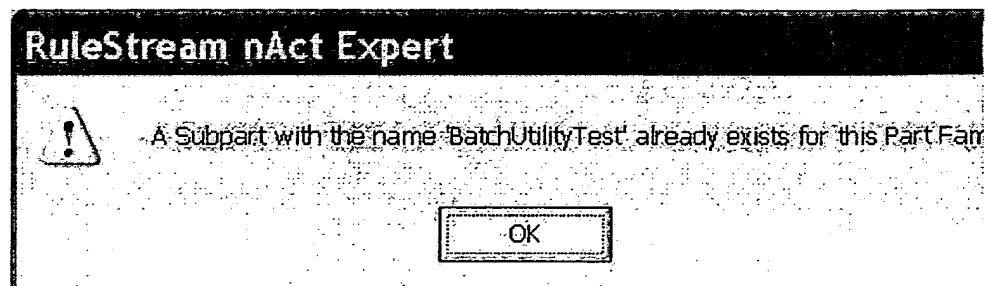 RuleStream nAct Expert
A Subpart with the name 'BatchUtilityTest' already exists for this Part Fam
OK